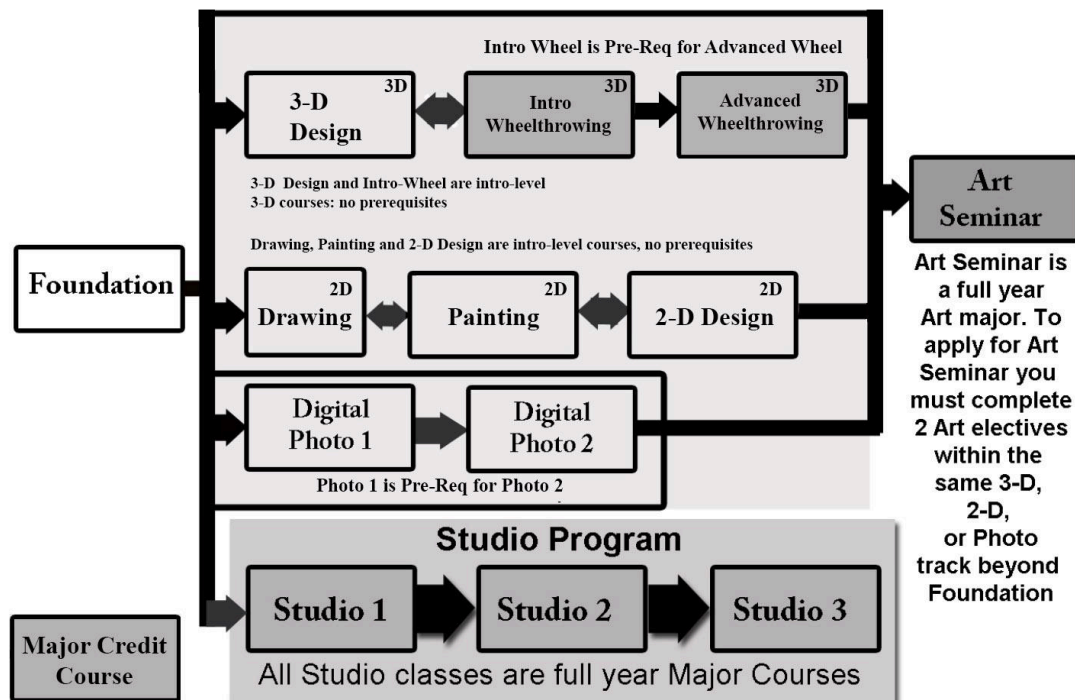 Intro Wheel is Pre-Req for Advanced Wheel
3D
3-D
Design
3D
Intro
Wheelthrowing
3D
Advanced
Wheelthrowing
3-D Design and Intro-Wheel are intro-level
3-D courses: no prerequisites
Drawing, Painting and 2-D Design are intro-level courses, no prerequisites
Foundation
2D
Drawing
2D
Painting
2D
2-D Design
Digital
Photo 1
Digital
Photo 2
Photo 1 is Pre-Req for Photo 2
Art
Seminar
Art Seminar is
a full year
Art major. To
apply for Art
Seminar you
must complete
2 Art electives
within the
same 3-D,
2-D,
or Photo
track beyond
Foundation
Studio Program
Studio 1
Studio 2
Studio 3
All Studio classes are full year Major Courses
Major Credit
Course